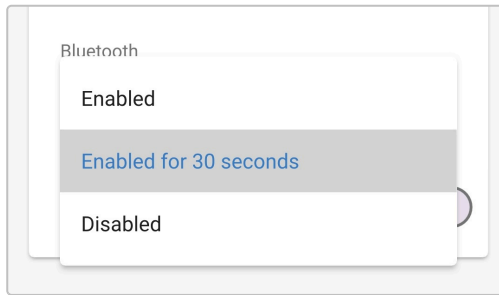 Bluetooth
Enabled
Enabled for 30 seconds
Disabled